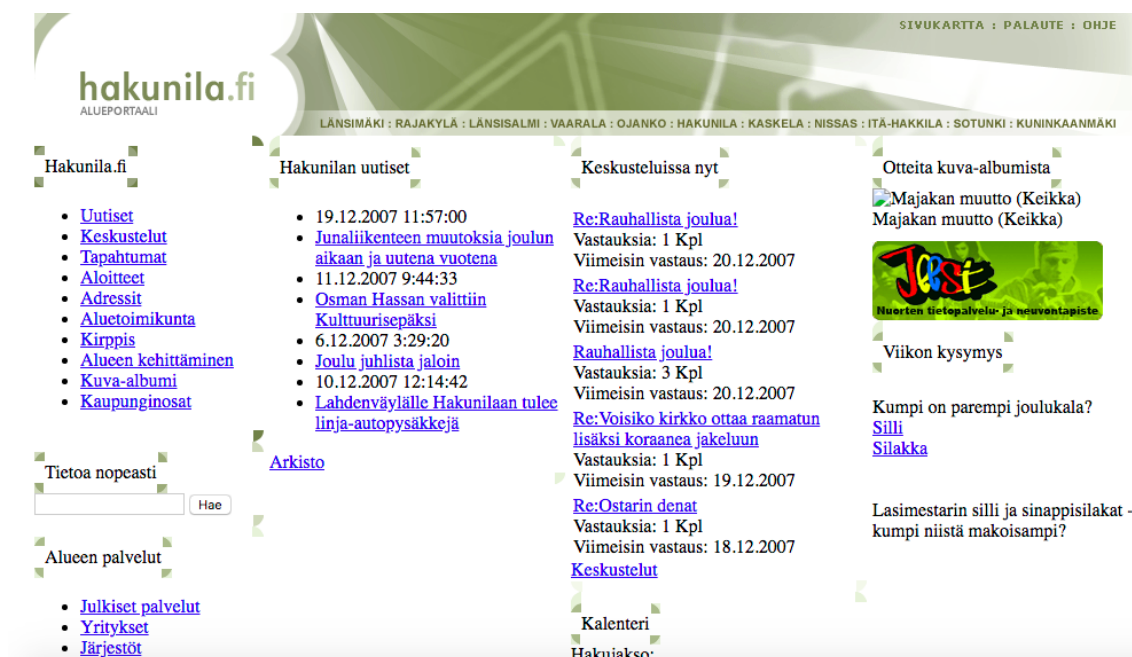 SIVUKARTTA : PALAUTE : OHJE
hakunila.fi
ALUEPORTAALI
LÄNSIMÄKI : RAJAKYLÄ : LÄNSISALMI : VAARALA : OJANKO : HAKUNILA : KASKELA : NISSAS : ITÄ-HAKKILA : SOTUNKI : KUNINKAANMÄKI
Hakunila.fi
Uutiset
Keskustelut
Tapahtumat
Aloitteet
Adressit
Aluetoimikunta
Kirppis
Alueen kehittäminen
Kuva-albumi
Kaupunginosat
Tietoa nopeasti
Hae
Alueen palvelut
Julkiset palvelut
Yritykset
Järjestöt
Hakunilan uutiset
19.12.2007 11:57:00
Junaliikenteen muutoksia joulun
aikaan ja uutena vuotena
11.12.2007 9:44:33
Osman Hassan valittiin
Kulttuurisepäksi
6.12.2007 3:29:20
Joulu juhlista jaloin
10.12.2007 12:14:42
Lahdenväylälle Hakunilaan tulee
linja-autopysäkkejä
Arkisto
Keskusteluissa nyt
Re:Rauhallista joulua!
Vastauksia: 1 Kpl
Viimeisin vastaus: 20.12.2007
Re:Rauhallista joulua!
Vastauksia: 1 Kpl
Viimeisin vastaus: 20.12.2007
Rauhallista joulua!
Vastauksia: 3 Kpl
Viimeisin vastaus: 20.12.2007
Re:Voisiko kirkko ottaa raamatun
lisäksi koraanea jakeluun
Vastauksia: 1 Kpl
Viimeisin vastaus: 19.12.2007
Re:Ostarin denat
Vastauksia: 1 Kpl
Viimeisin vastaus: 18.12.2007
Keskustelut
Kalenteri
Hakujakso:
Otteita kuva-albumista
Majakan muutto (Keikka)
Majakan muutto (Keikka)
Jeest
Nuorten tietopalvelu- ja neuvontapiste
Viikon kysymys
Kumpi on parempi joulukala?
Silli
Silakka
Lasimestarin silli ja sinappisilakat -
kumpi niistä makoisampi?